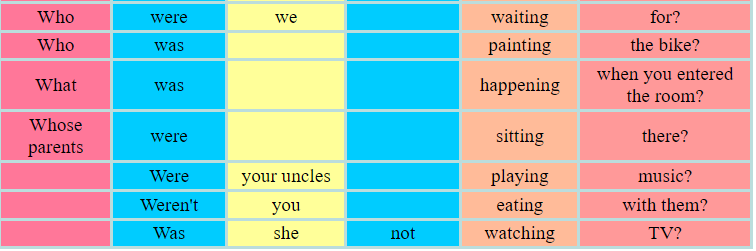 Who were we waiting for?
Who was painting the bike?
What was happening when you entered
the room?
Whose
parents were sitting there?
Were your uncles playing music?
Weren't you eating with them?
Was she not watching TV?